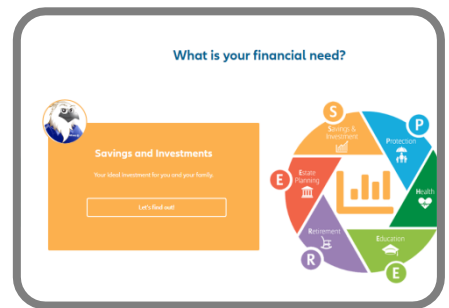 What is your financial need?
Savings and Investments
Your ideal Investment for you and your family.
Let's find out!
S
Savings &
Investment
P
Protection
Health
E
Education
R
Retirement
E
Estate
Planning